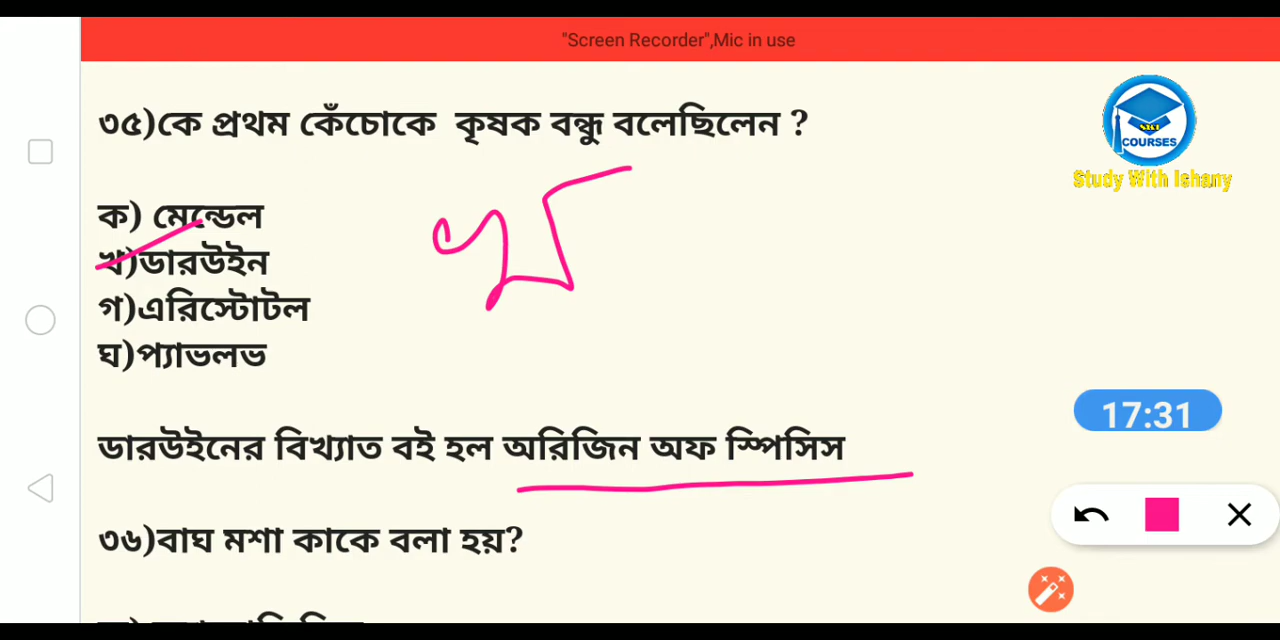 "Screen Recorder",Mic in use
৩৫)কে প্রথম কেঁচোকে কৃষক বন্ধু বলেছিলেন ?
COURSES
Study With Ishany
ক) মেন্ডেল
খ)ডারউইন
গ)এরিস্টোটল
ঘ)প্যাভলভ
17:31
ডারউইনের বিখ্যাত বই হল অরিজিন অফ স্পিসিস
৩৬)বাঘ মশা কাকে বলা হয়?